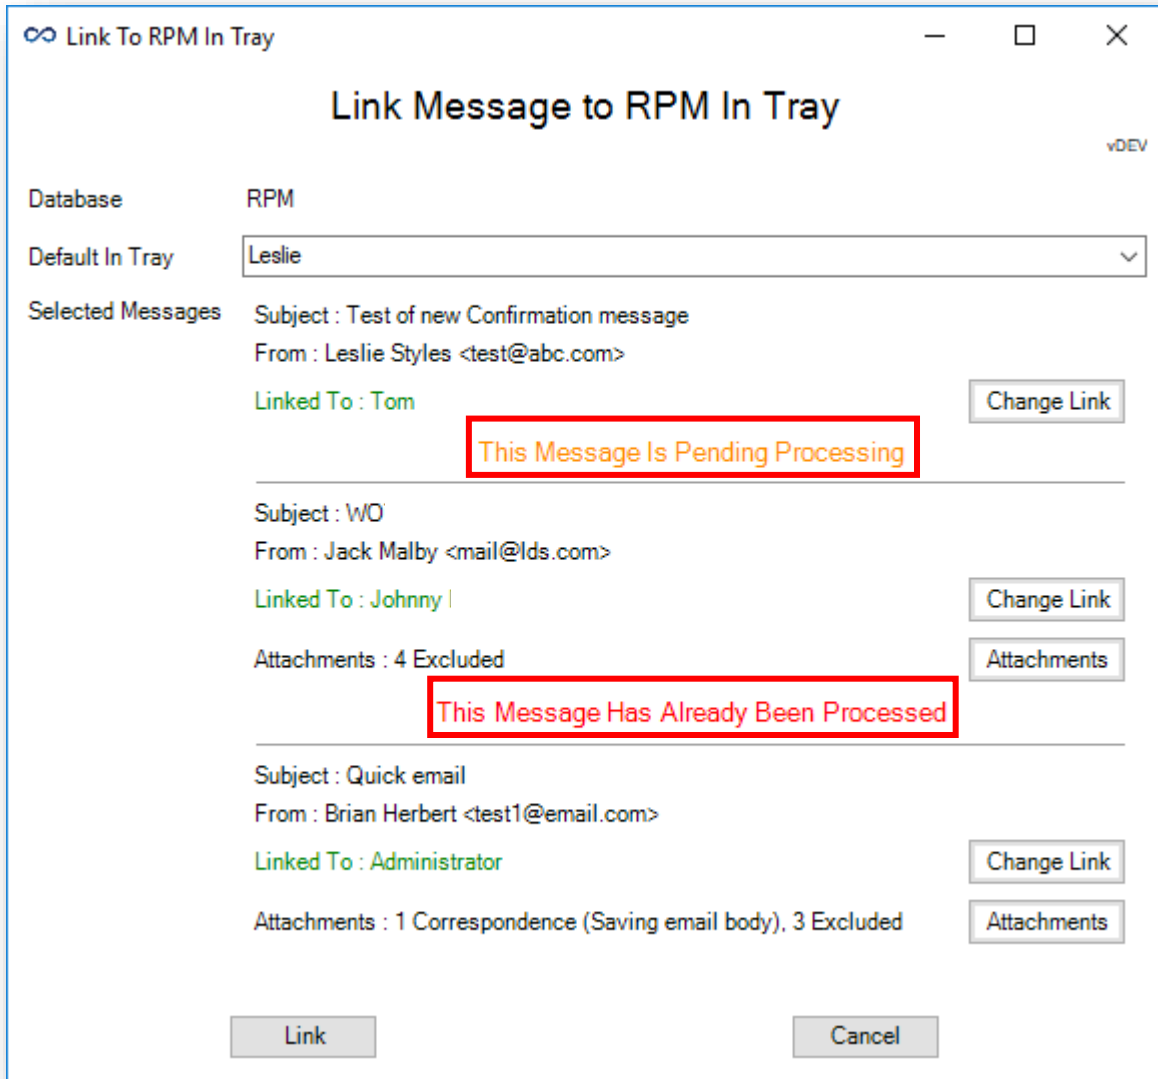 Link To RPM In Tray
Link Message to RPM In Tray
vDEV
Database RPM
Default In Tray Leslie
Selected Messages Subject : Test of new Confirmation message
From : Leslie Styles <test@abc.com>
Linked To : Tom Change Link
This Message Is Pending Processing
Subject : WO
From : Jack Malby <mail@lds.com>
Linked To : Johnny Change Link
Attachments : 4 Excluded Attachments
This Message Has Already Been Processed
Subject : Quick email
From : Brian Herbert <test1@email.com>
Linked To : Administrator Change Link
Attachments : 1 Correspondence (Saving email body), 3 Excluded Attachments
Link Cancel